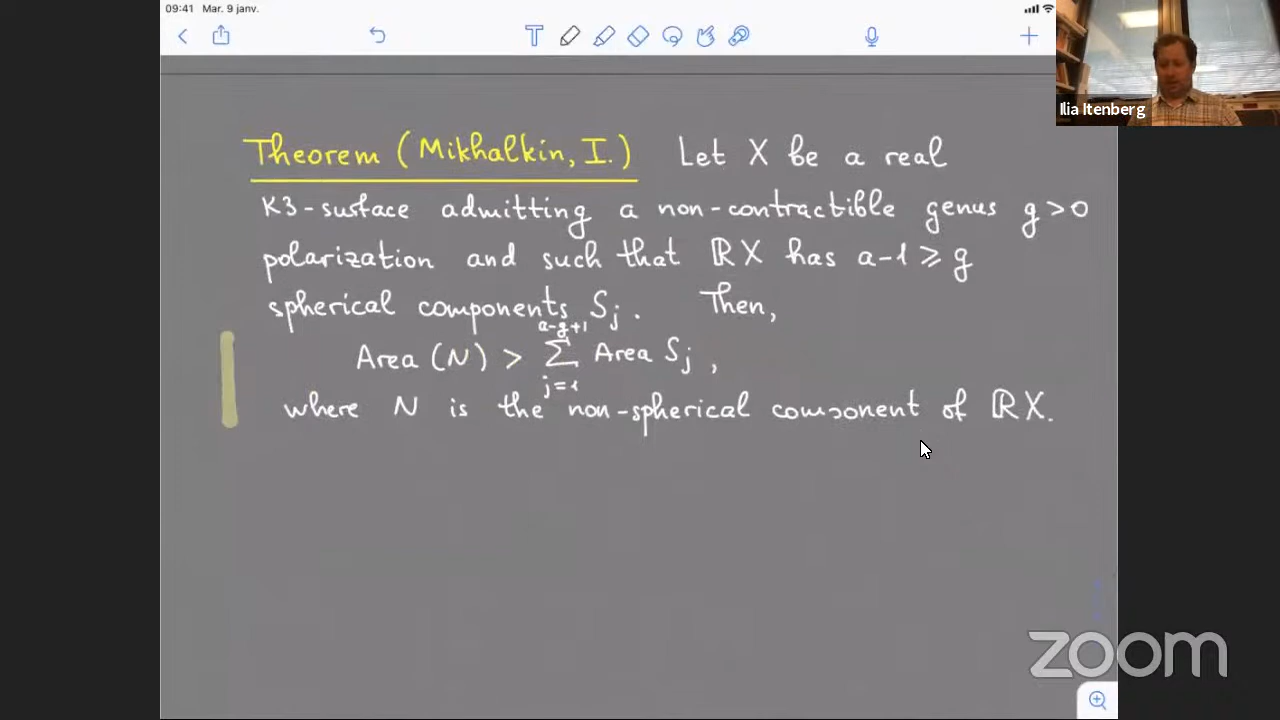 09:41 Mar. 9 janv.
Ilia Itenberg
Theorem (Mikhalkin, I.) Let X be a real
K3-surface admitting a non-contractible genus g>0
polarization and such that ℝX has a-1 ⩾ g
spherical components Sj. Then,
a-g+1
Area (N) > Σ Area Sj,
j=1
where N is the non-spherical component of ℝX.
zoom